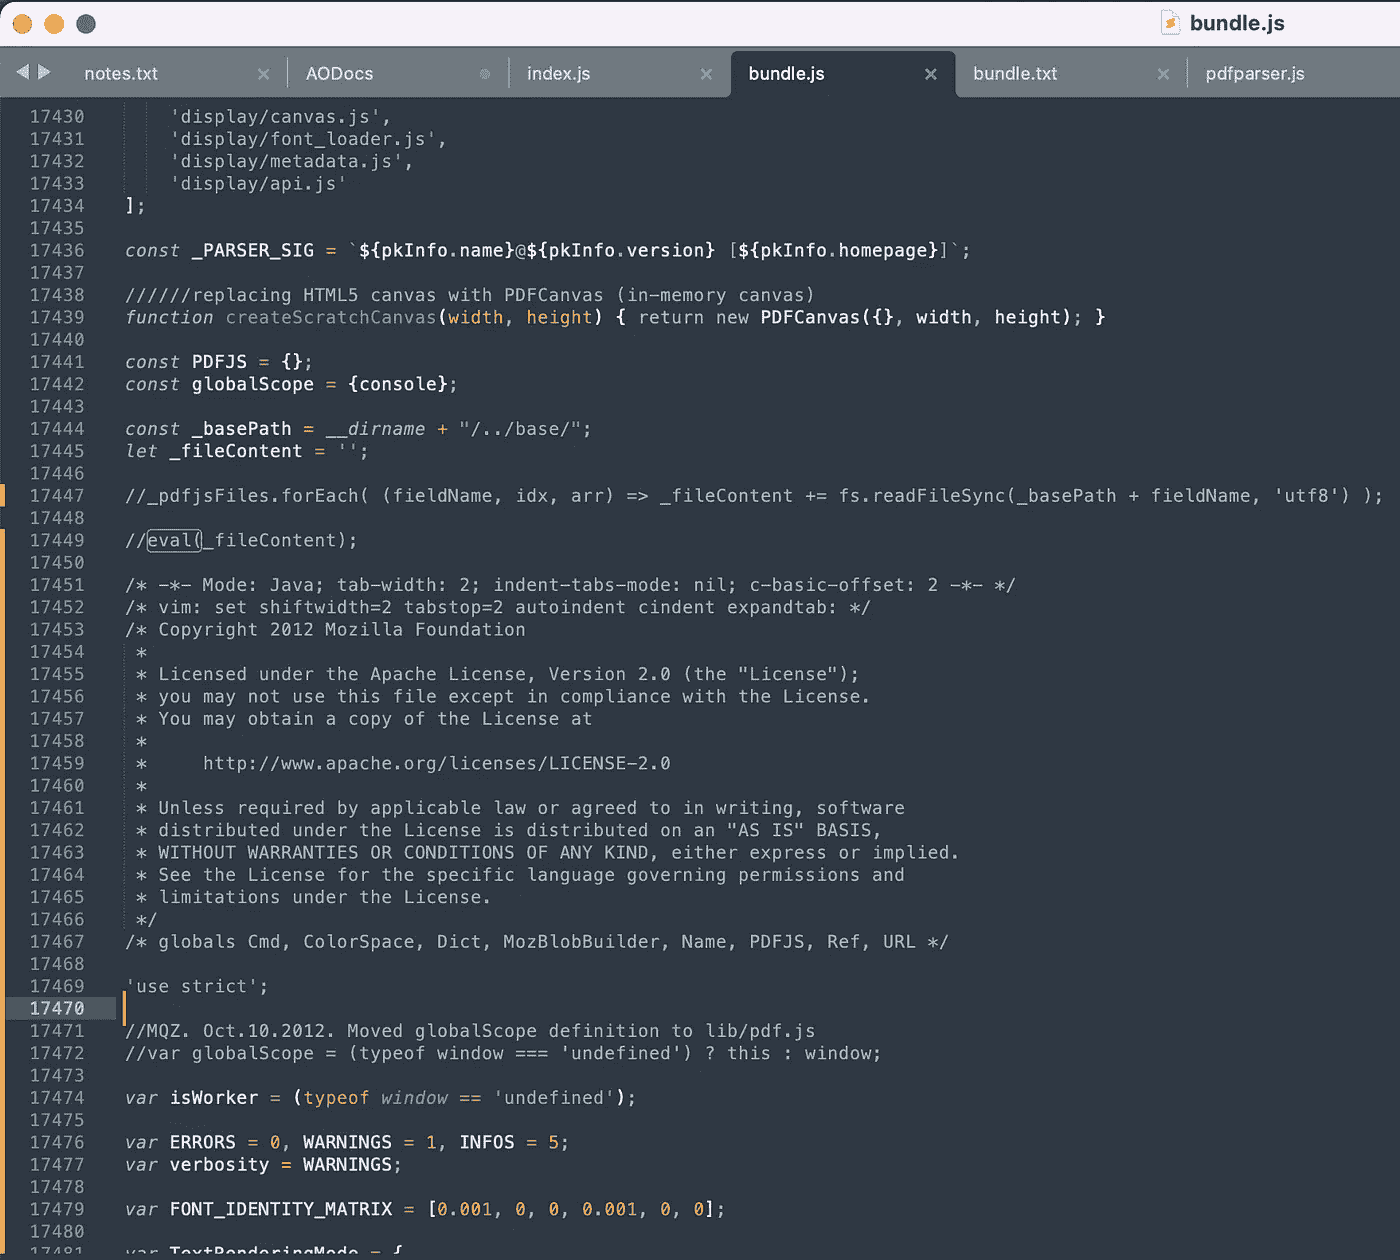 bundle.js
notes.txt AODocs index.js bundle.js bundle.txt pdfparser.js
17430 'display/canvas.js',
17431 'display/font_loader.js',
17432 'display/metadata.js',
17433 'display/api.js'
17434 ];
17435
17436 const _PARSER_SIG = `${pkInfo.name}@${pkInfo.version} [${pkInfo.homepage}]`;
17437
17438 //////replacing HTML5 canvas with PDFCanvas (in-memory canvas)
17439 function createScratchCanvas(width, height) { return new PDFCanvas({}, width, height); }
17440
17441 const PDFJS = {};
17442 const globalScope = {console};
17443
17444 const _basePath = __dirname + "/../base/";
17445 let _fileContent = '';
17446
17447 //_pdfjsFiles.forEach( (fieldName, idx, arr) => _fileContent += fs.readFileSync(_basePath + fieldName, 'utf8') );
17448
17449 //eval(_fileContent);
17450
17451 /* -*- Mode: Java; tab-width: 2; indent-tabs-mode: nil; c-basic-offset: 2 -*- */
17452 /* vim: set shiftwidth=2 tabstop=2 autoindent cindent expandtab: */
17453 /* Copyright 2012 Mozilla Foundation
17454 *
17455 * Licensed under the Apache License, Version 2.0 (the "License");
17456 * you may not use this file except in compliance with the License.
17457 * You may obtain a copy of the License at
17458 *
17459 *     http://www.apache.org/licenses/LICENSE-2.0
17460 *
17461 * Unless required by applicable law or agreed to in writing, software
17462 * distributed under the License is distributed on an "AS IS" BASIS,
17463 * WITHOUT WARRANTIES OR CONDITIONS OF ANY KIND, either express or implied.
17464 * See the License for the specific language governing permissions and
17465 * limitations under the License.
17466 */
17467 /* globals Cmd, ColorSpace, Dict, MozBlobBuilder, Name, PDFJS, Ref, URL */
17468
17469 'use strict';
17470
17471 //MQZ. Oct.10.2012. Moved globalScope definition to lib/pdf.js
17472 //var globalScope = (typeof window === 'undefined') ? this : window;
17473
17474 var isWorker = (typeof window == 'undefined');
17475
17476 var ERRORS = 0, WARNINGS = 1, INFOS = 5;
17477 var verbosity = WARNINGS;
17478
17479 var FONT_IDENTITY_MATRIX = [0.001, 0, 0, 0.001, 0, 0];
17480
17481 var TextRenderingMode = {